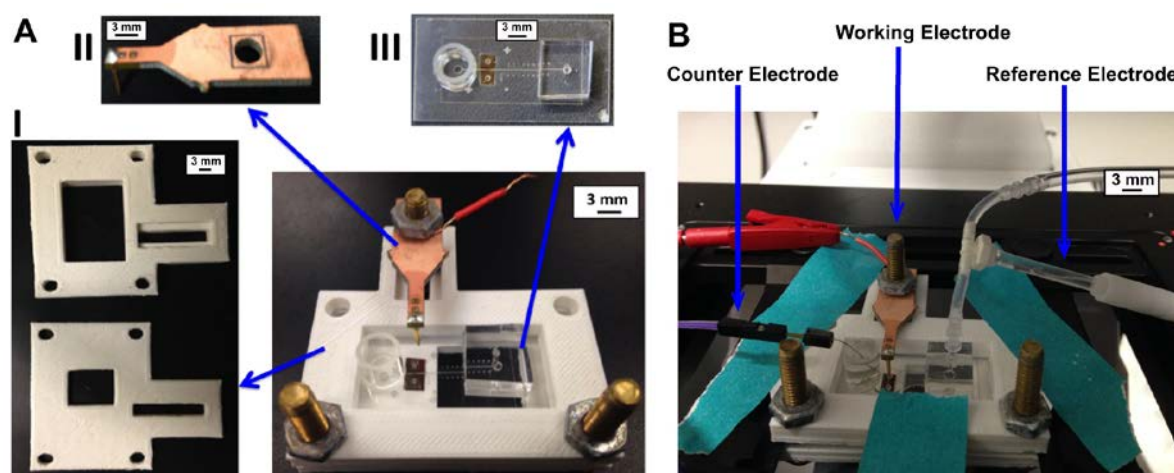 A
II
3 mm
III
3 mm
I
3 mm
3 mm
B
Working Electrode
Counter Electrode
Reference Electrode
3 mm